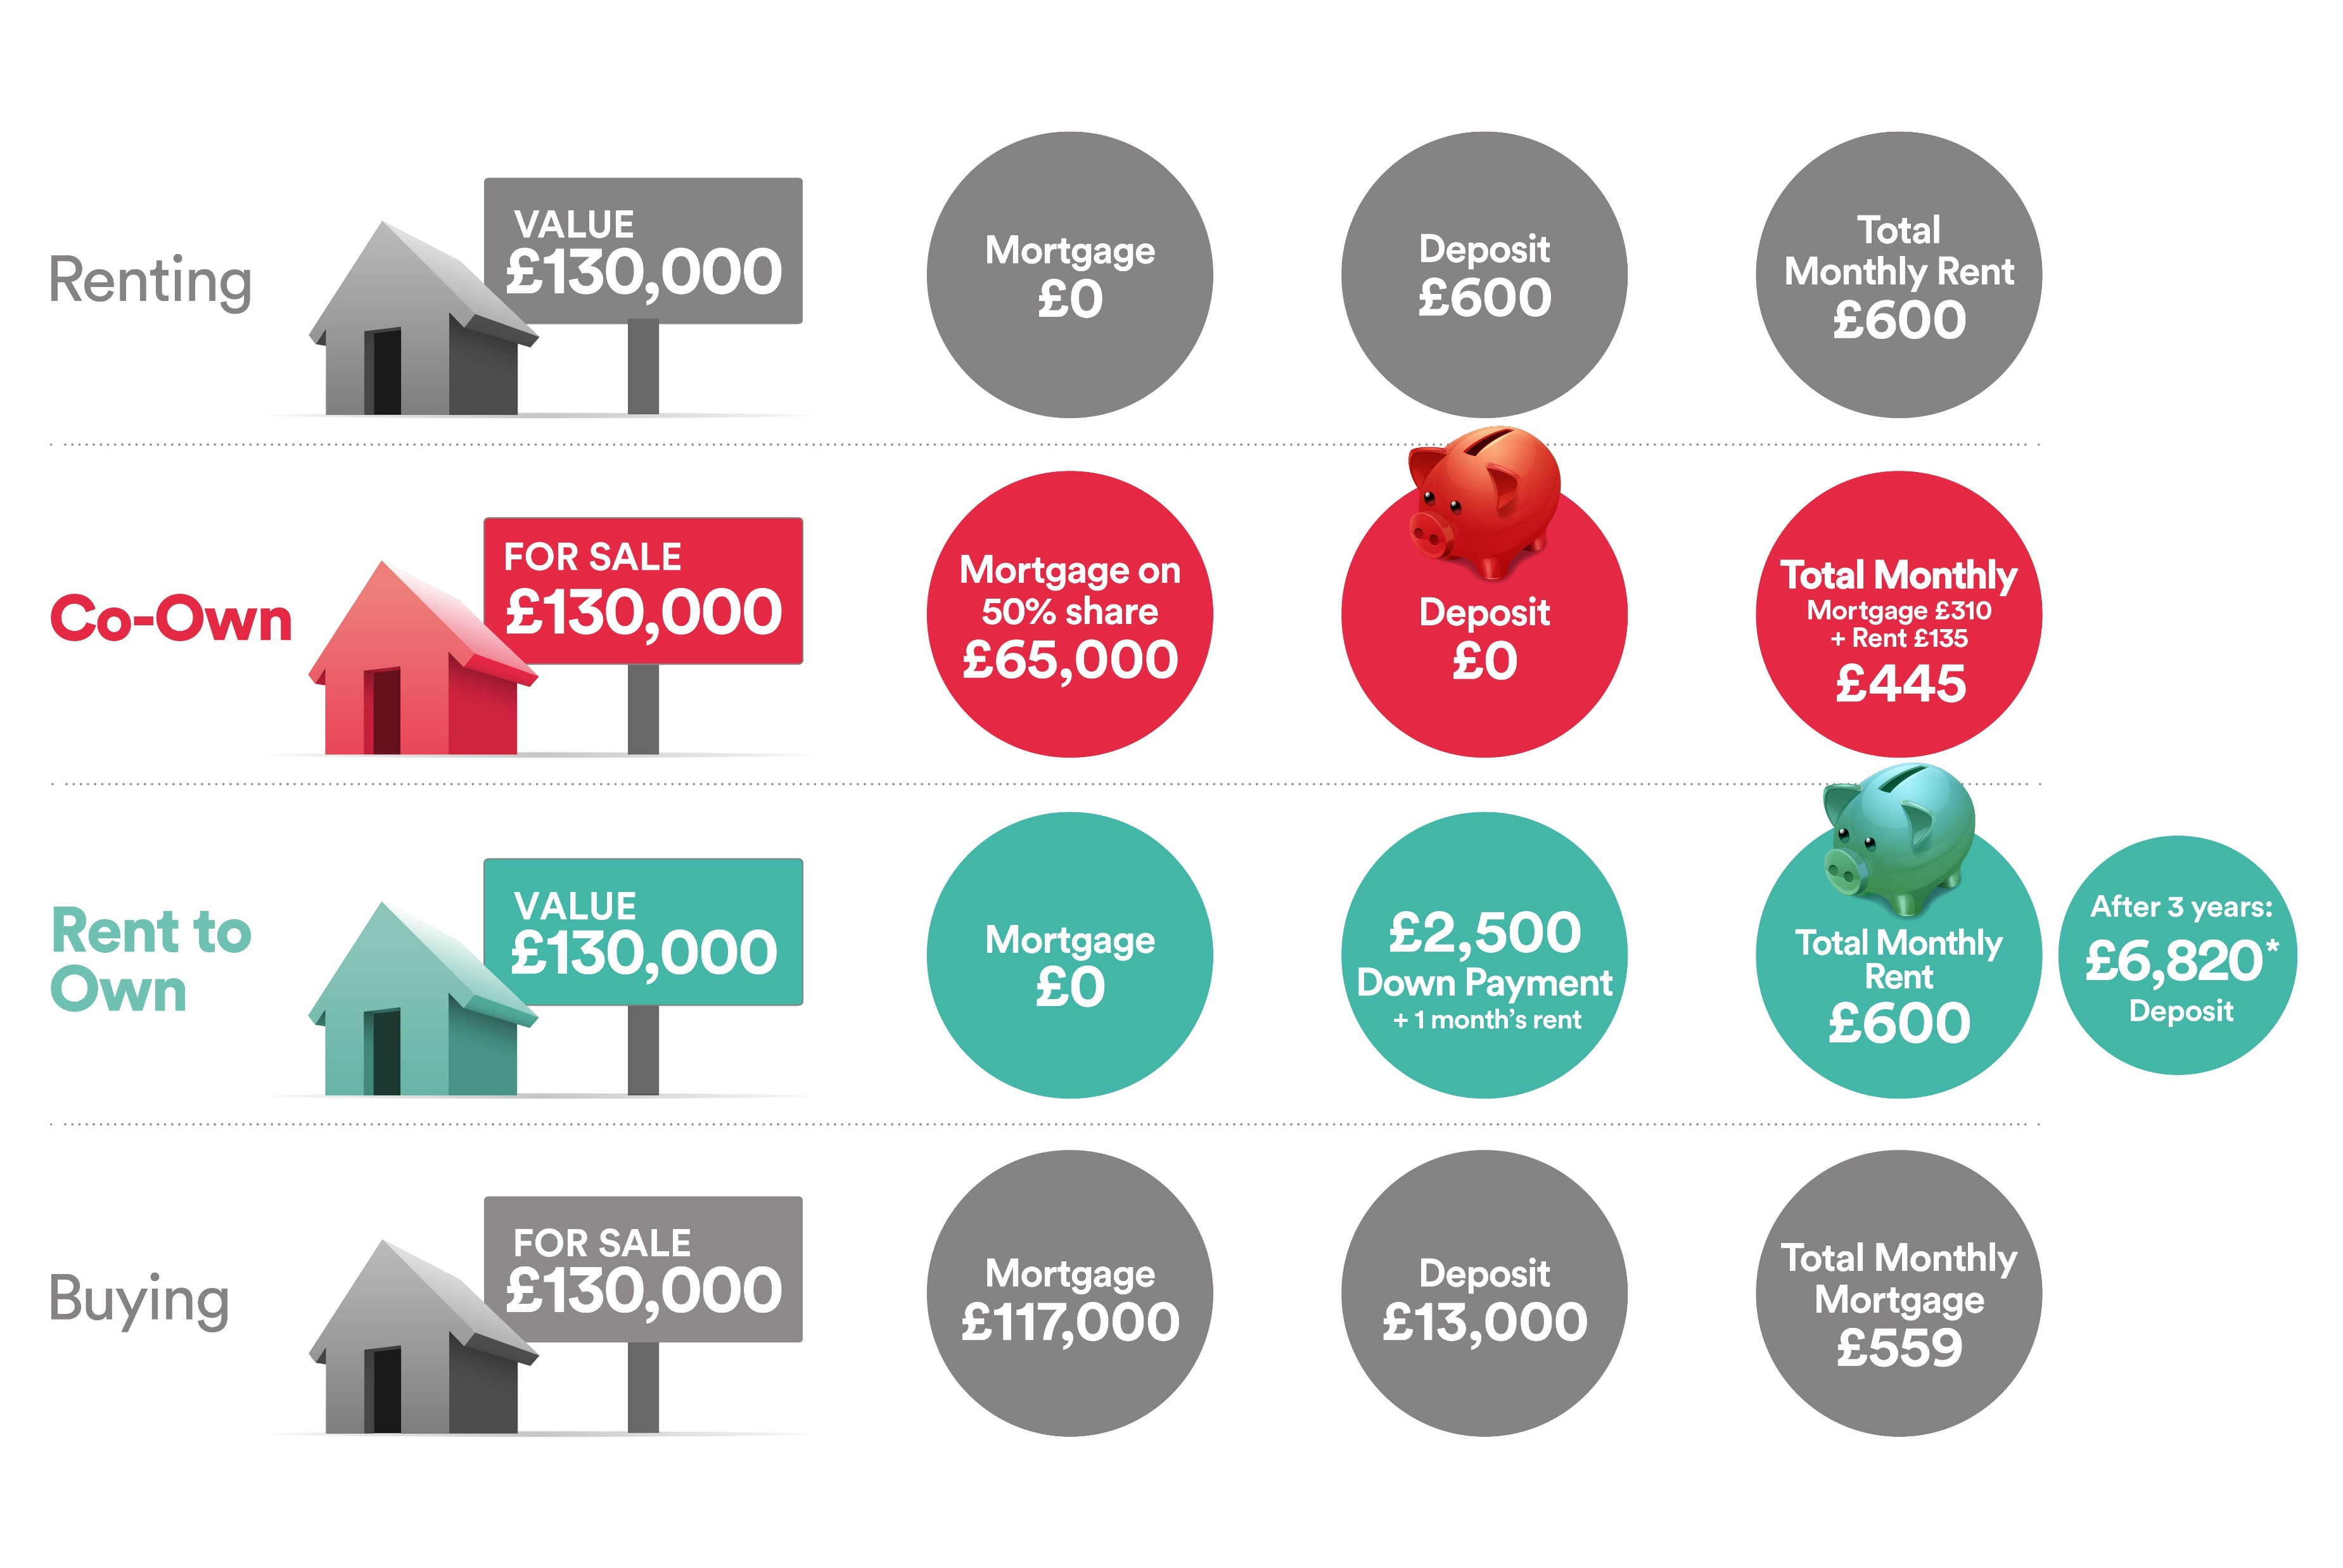 Renting
VALUE
£130,000
Mortgage
£0
Deposit
£600
Total
Monthly Rent
£600
Co-Own
FOR SALE
£130,000
Mortgage on
50% share
£65,000
Deposit
£0
Total Monthly
Mortgage £310
+ Rent £135
£445
Rent to
Own
VALUE
£130,000
Mortgage
£0
£2,500
Down Payment
+ 1 month's rent
Total Monthly
Rent
£600
After 3 years:
£6,820*
Deposit
Buying
FOR SALE
£130,000
Mortgage
£117,000
Deposit
£13,000
Total Monthly
Mortgage
£559